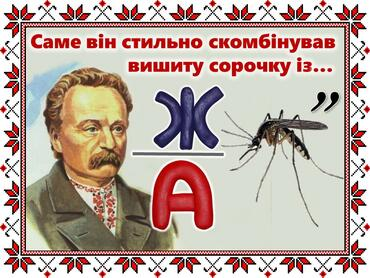 Саме він стильно скомбінував
вишиту сорочку із...
Ж
А
,,